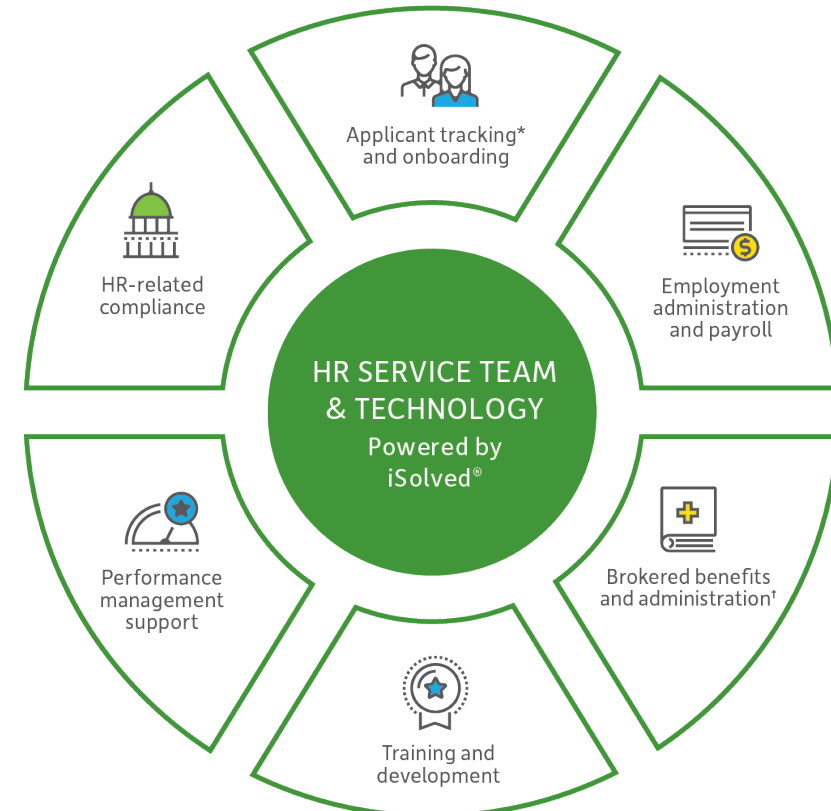 Applicant tracking*
and onboarding
Employment
administration
and payroll
Brokered benefits
and administration†
Training and
development
Performance
management
support
HR-related
compliance
HR SERVICE TEAM
& TECHNOLOGY
Powered by
iSolved®